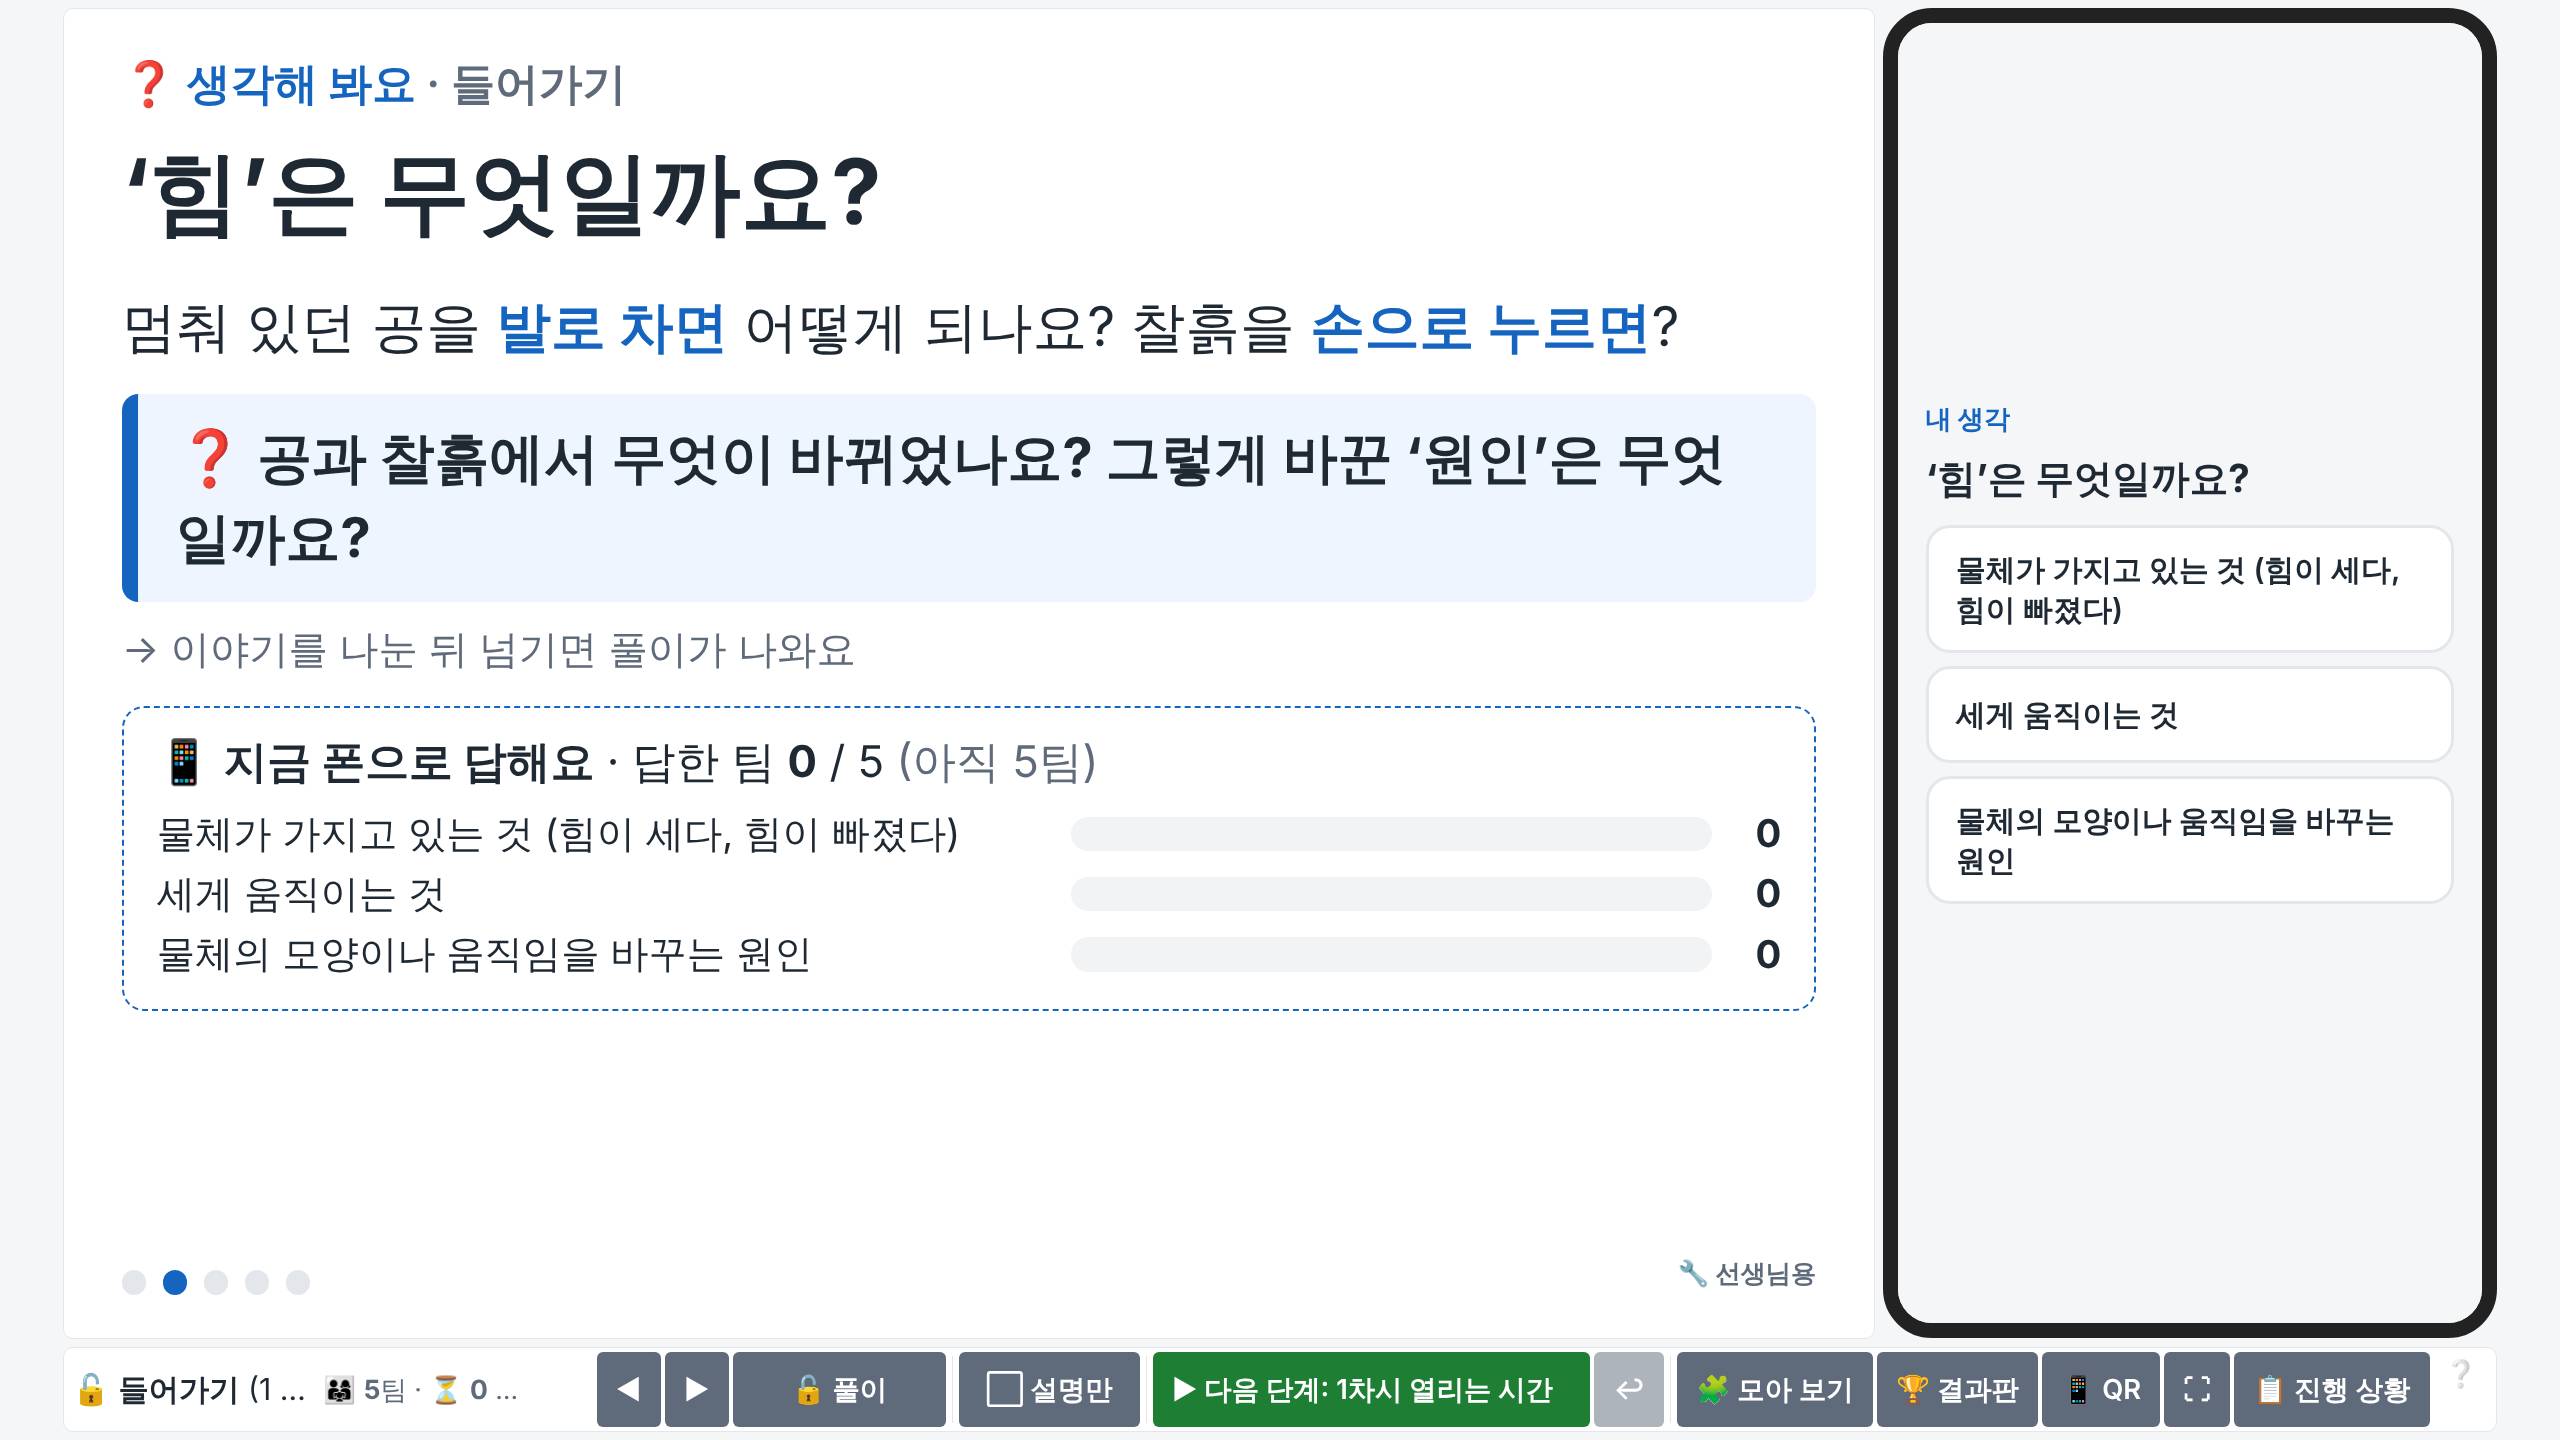 ❓ 생각해 봐요 · 들어가기
‘힘’은 무엇일까요?
멈춰 있던 공을 발로 차면 어떻게 되나요? 찰흙을 손으로 누르면?
❓ 공과 찰흙에서 무엇이 바뀌었나요? 그렇게 바꾼 ‘원인’은 무엇
일까요?
→ 이야기를 나눈 뒤 넘기면 풀이가 나와요
📱 지금 폰으로 답해요 · 답한 팀 0 / 5 (아직 5팀)
물체가 가지고 있는 것 (힘이 세다, 힘이 빠졌다) 0
세게 움직이는 것 0
물체의 모양이나 움직임을 바꾸는 원인 0
🔧 선생님용
내 생각
‘힘’은 무엇일까요?
물체가 가지고 있는 것 (힘이 세다,
힘이 빠졌다)
세게 움직이는 것
물체의 모양이나 움직임을 바꾸는
원인
🔓 들어가기 (1 ... 👨‍👩‍👧 5팀 · ⏳ 0 ... ◀ ▶ 🔓 풀이 설명만 ▶ 다음 단계: 1차시 열리는 시간 ↩ 🧩 모아 보기 🏆 결과판 📱 QR ⛶ 📋 진행 상황 ❔